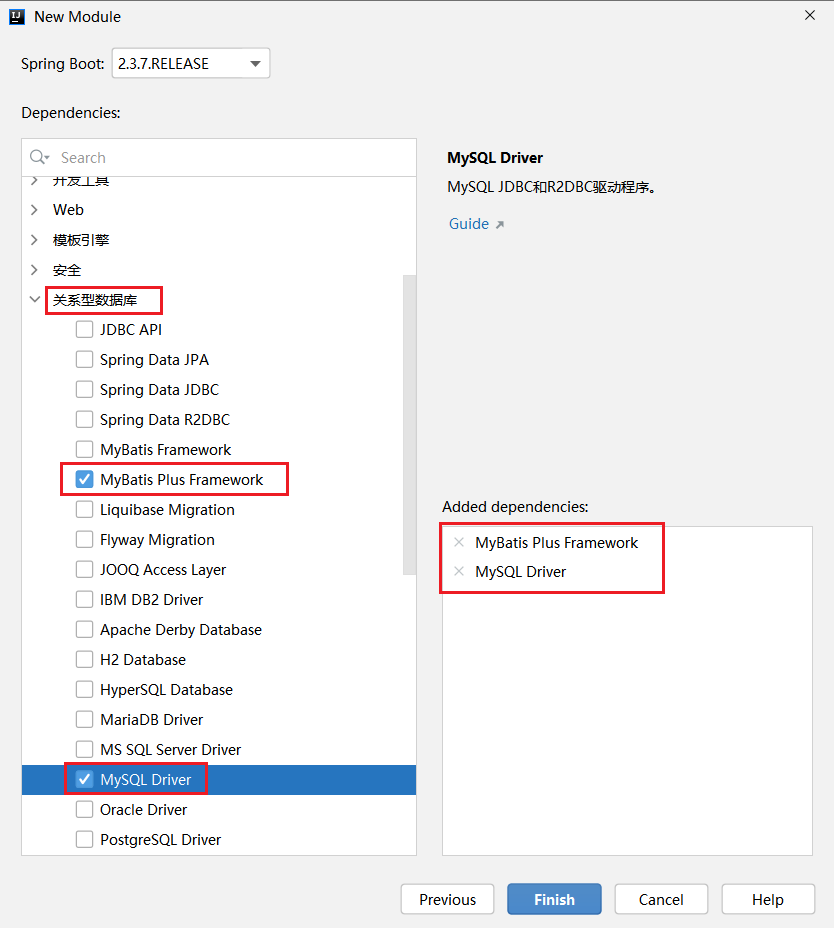 New Module
Spring Boot: 2.3.7.RELEASE
Dependencies:
Search
开发工具
Web
模板引擎
安全
关系型数据库
JDBC API
Spring Data JPA
Spring Data JDBC
Spring Data R2DBC
MyBatis Framework
MyBatis Plus Framework
Liquibase Migration
Flyway Migration
JOOQ Access Layer
IBM DB2 Driver
Apache Derby Database
H2 Database
HyperSQL Database
MariaDB Driver
MS SQL Server Driver
MySQL Driver
Oracle Driver
PostgreSQL Driver
MySQL Driver
MySQL JDBC和R2DBC驱动程序。
Guide
Added dependencies:
MyBatis Plus Framework
MySQL Driver
Previous
Finish
Cancel
Help